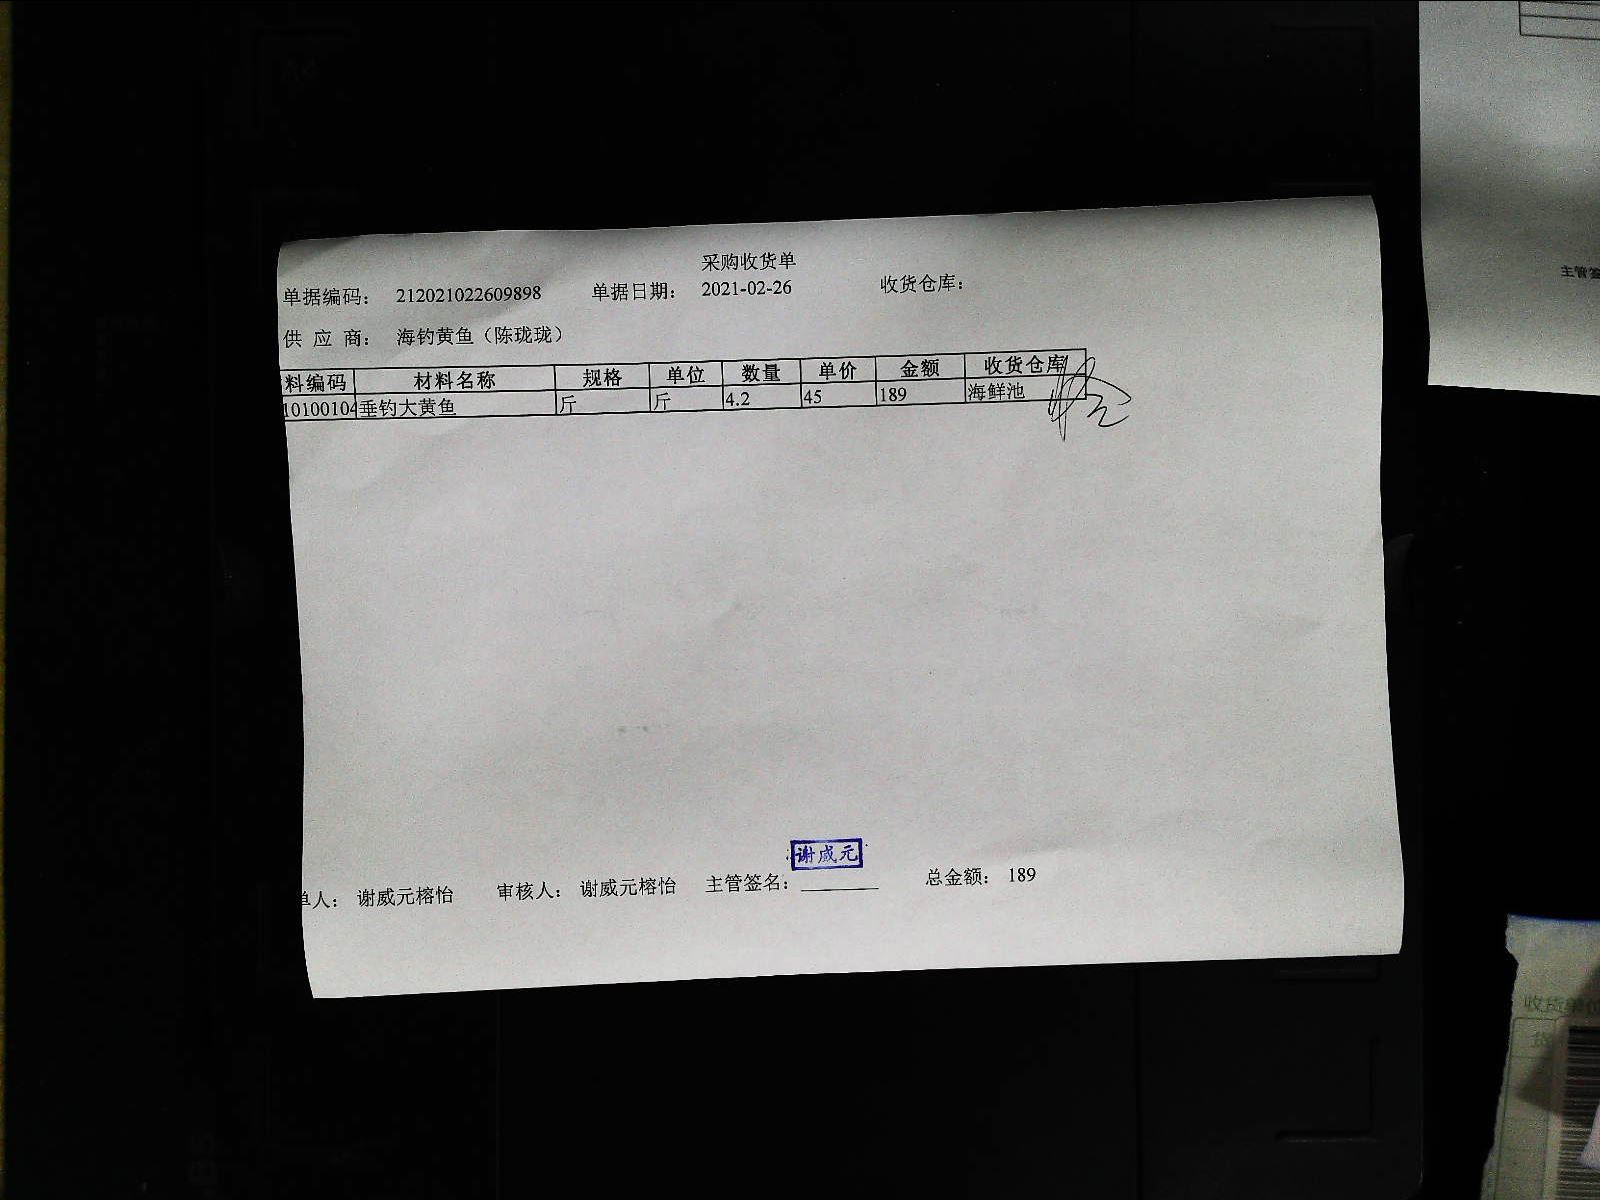 采购收货单
单据编码： 212021022609898 单据日期： 2021-02-26 收货仓库：
供 应 商： 海钓黄鱼（陈珑珑）
料编码 材料名称 规格 单位 数量 单价 金额 收货仓库
10100104 垂钓大黄鱼 斤 斤 4.2 45 189 海鲜池
谢威元
单人： 谢威元榕怡 审核人： 谢威元榕怡 主管签名： 总金额： 189
主管签
收货单位